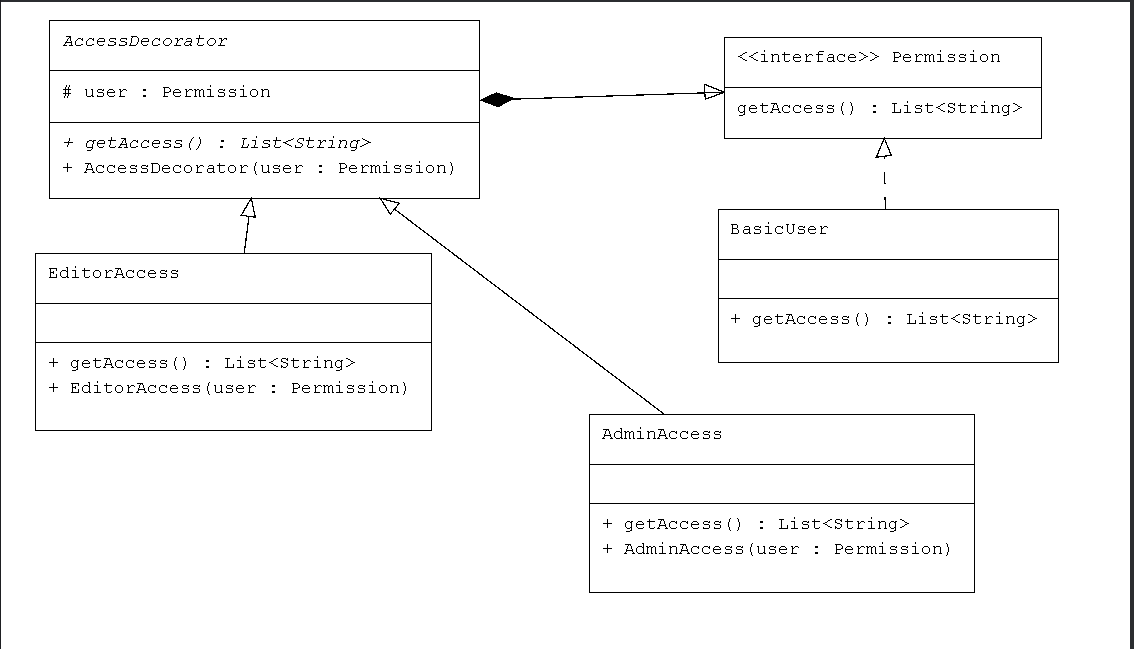 AccessDecorator
# user : Permission
+ getAccess() : List<String>
+ AccessDecorator(user : Permission)
<<interface>> Permission
getAccess() : List<String>
BasicUser
+ getAccess() : List<String>
EditorAccess
+ getAccess() : List<String>
+ EditorAccess(user : Permission)
AdminAccess
+ getAccess() : List<String>
+ AdminAccess(user : Permission)